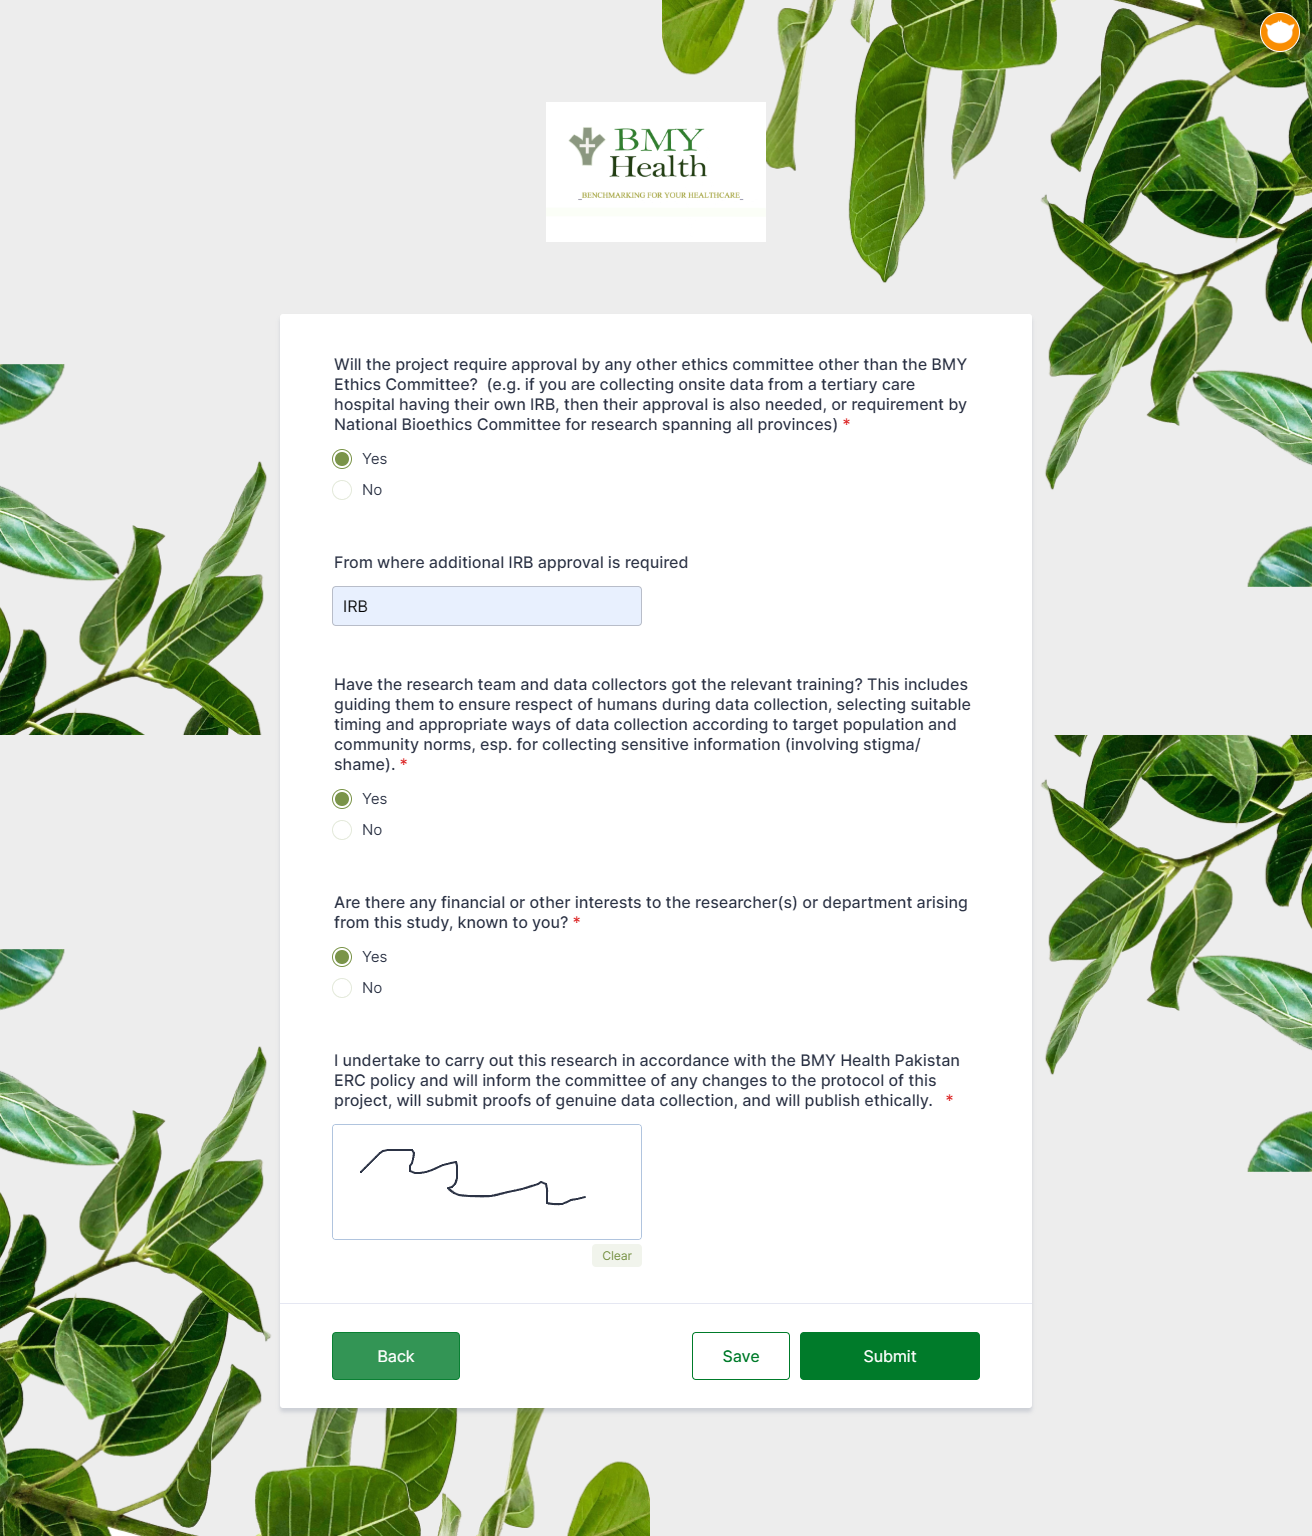 BMY
Health
_BENCHMARKING FOR YOUR HEALTHCARE_
Will the project require approval by any other ethics committee other than the BMY
Ethics Committee?  (e.g. if you are collecting onsite data from a tertiary care
hospital having their own IRB, then their approval is also needed, or requirement by
National Bioethics Committee for research spanning all provinces) *
Yes
No
From where additional IRB approval is required
IRB
Have the research team and data collectors got the relevant training? This includes
guiding them to ensure respect of humans during data collection, selecting suitable
timing and appropriate ways of data collection according to target population and
community norms, esp. for collecting sensitive information (involving stigma/
shame). *
Yes
No
Are there any financial or other interests to the researcher(s) or department arising
from this study, known to you? *
Yes
No
I undertake to carry out this research in accordance with the BMY Health Pakistan
ERC policy and will inform the committee of any changes to the protocol of this
project, will submit proofs of genuine data collection, and will publish ethically.   *
Clear
Back
Save
Submit